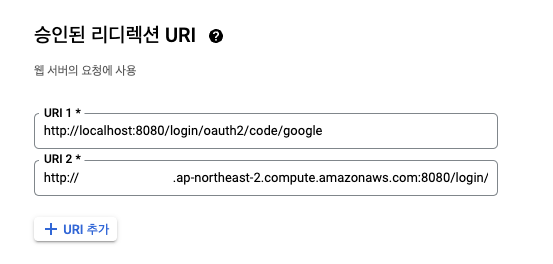 승인된 리디렉션 URI ?
웹 서버의 요청에 사용
URI 1 *
http://localhost:8080/login/oauth2/code/google
URI 2 *
http:// .ap-northeast-2.compute.amazonaws.com:8080/login/
+ URI 추가